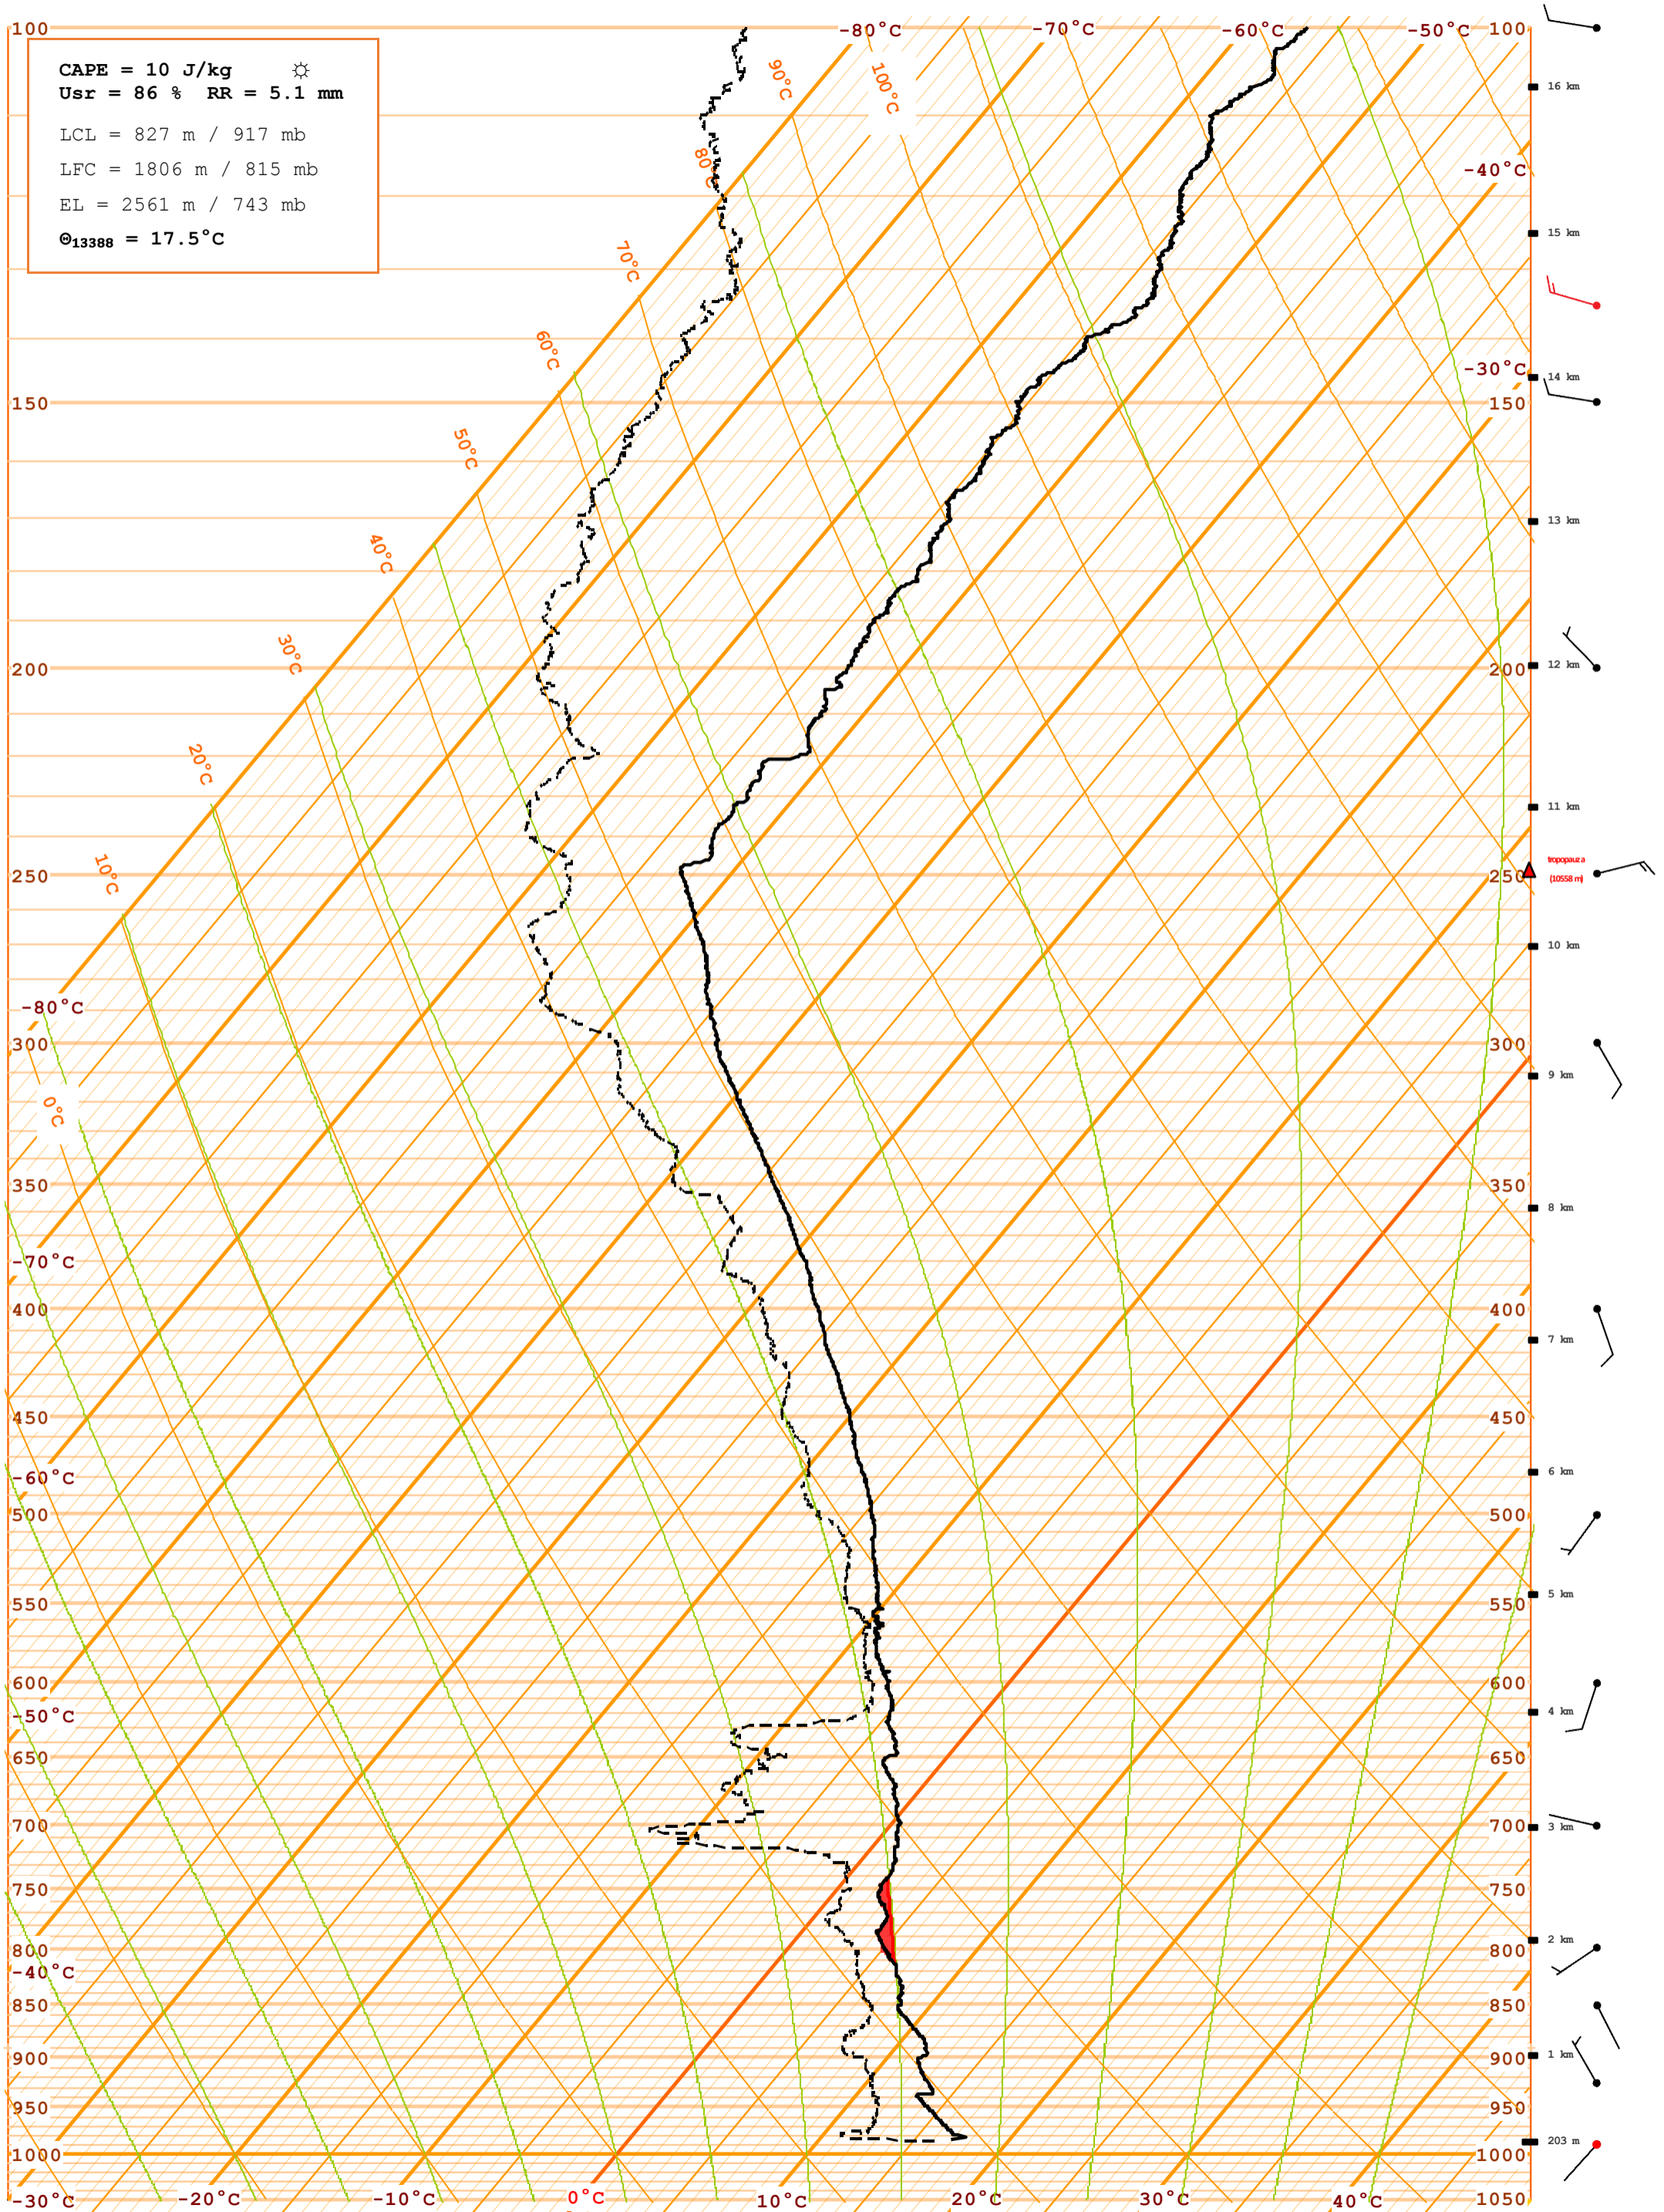 -80°C -70°C -60°C -50°C
100 100
CAPE = 10 J/kg ☼
Usr = 86 % RR = 5.1 mm
LCL = 827 m / 917 mb
LFC = 1806 m / 815 mb
EL = 2561 m / 743 mb
Θ13388 = 17.5°C
90°C 100°C
16 km
80°C
-40°C
15 km
70°C
60°C
-30°C
14 km
150 150
50°C
13 km
40°C
30°C
200 200
12 km
20°C
11 km
10°C
tropopauza
(10558 m)
250 250
10 km
-80°C
300 300
9 km
0°C
350 350
8 km
-70°C
400 400
7 km
450 450
-60°C
6 km
500 500
5 km
550 550
600 600
-50°C
4 km
650 650
700 700
3 km
750 750
2 km
800 800
-40°C
850 850
1 km
900 900
950 950
203 m
1000 1000
-30°C -20°C -10°C 0°C 10°C 20°C 30°C 40°C 1050